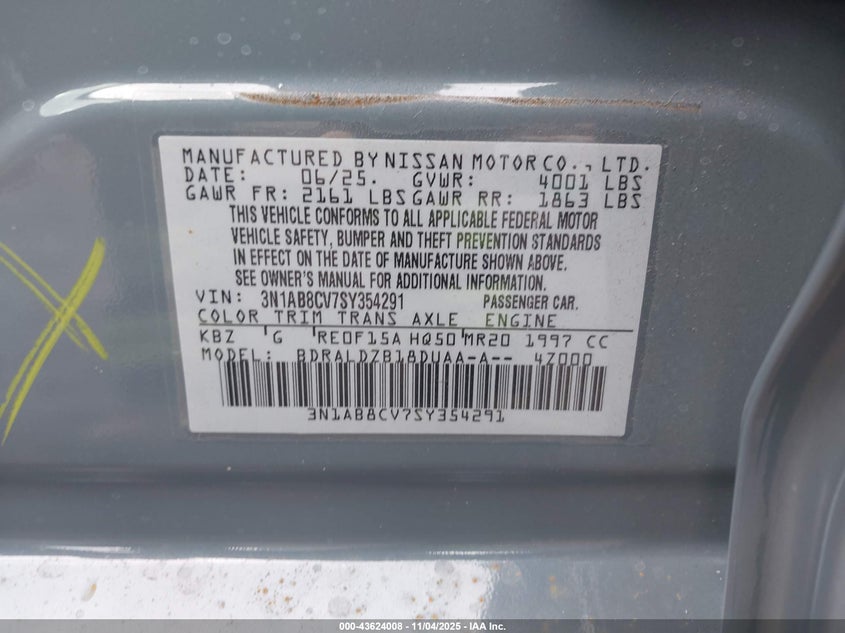 MANUFACTURED BY NISSAN MOTOR CO., LTD.
DATE: 06/25. GVWR: 4001 LBS
GAWR FR: 2161 LBS GAWR RR: 1863 LBS
THIS VEHICLE CONFORMS TO ALL APPLICABLE FEDERAL MOTOR
VEHICLE SAFETY, BUMPER AND THEFT PREVENTION STANDARDS
IN EFFECT ON THE DATE OF MANUFACTURE SHOWN ABOVE.
SEE OWNER'S MANUAL FOR ADDITIONAL INFORMATION.
VIN: 3N1AB8CV7SY354291 PASSENGER CAR.
COLOR TRIM TRANS AXLE ENGINE
KBZ G RE0F15A HQ50 MR20 1997 CC
MODEL: BDRALDZB18DUAA-A-- 4Z000
3N1AB8CV7SY354291
000-43624008 - 11/04/2025 - IAA Inc.